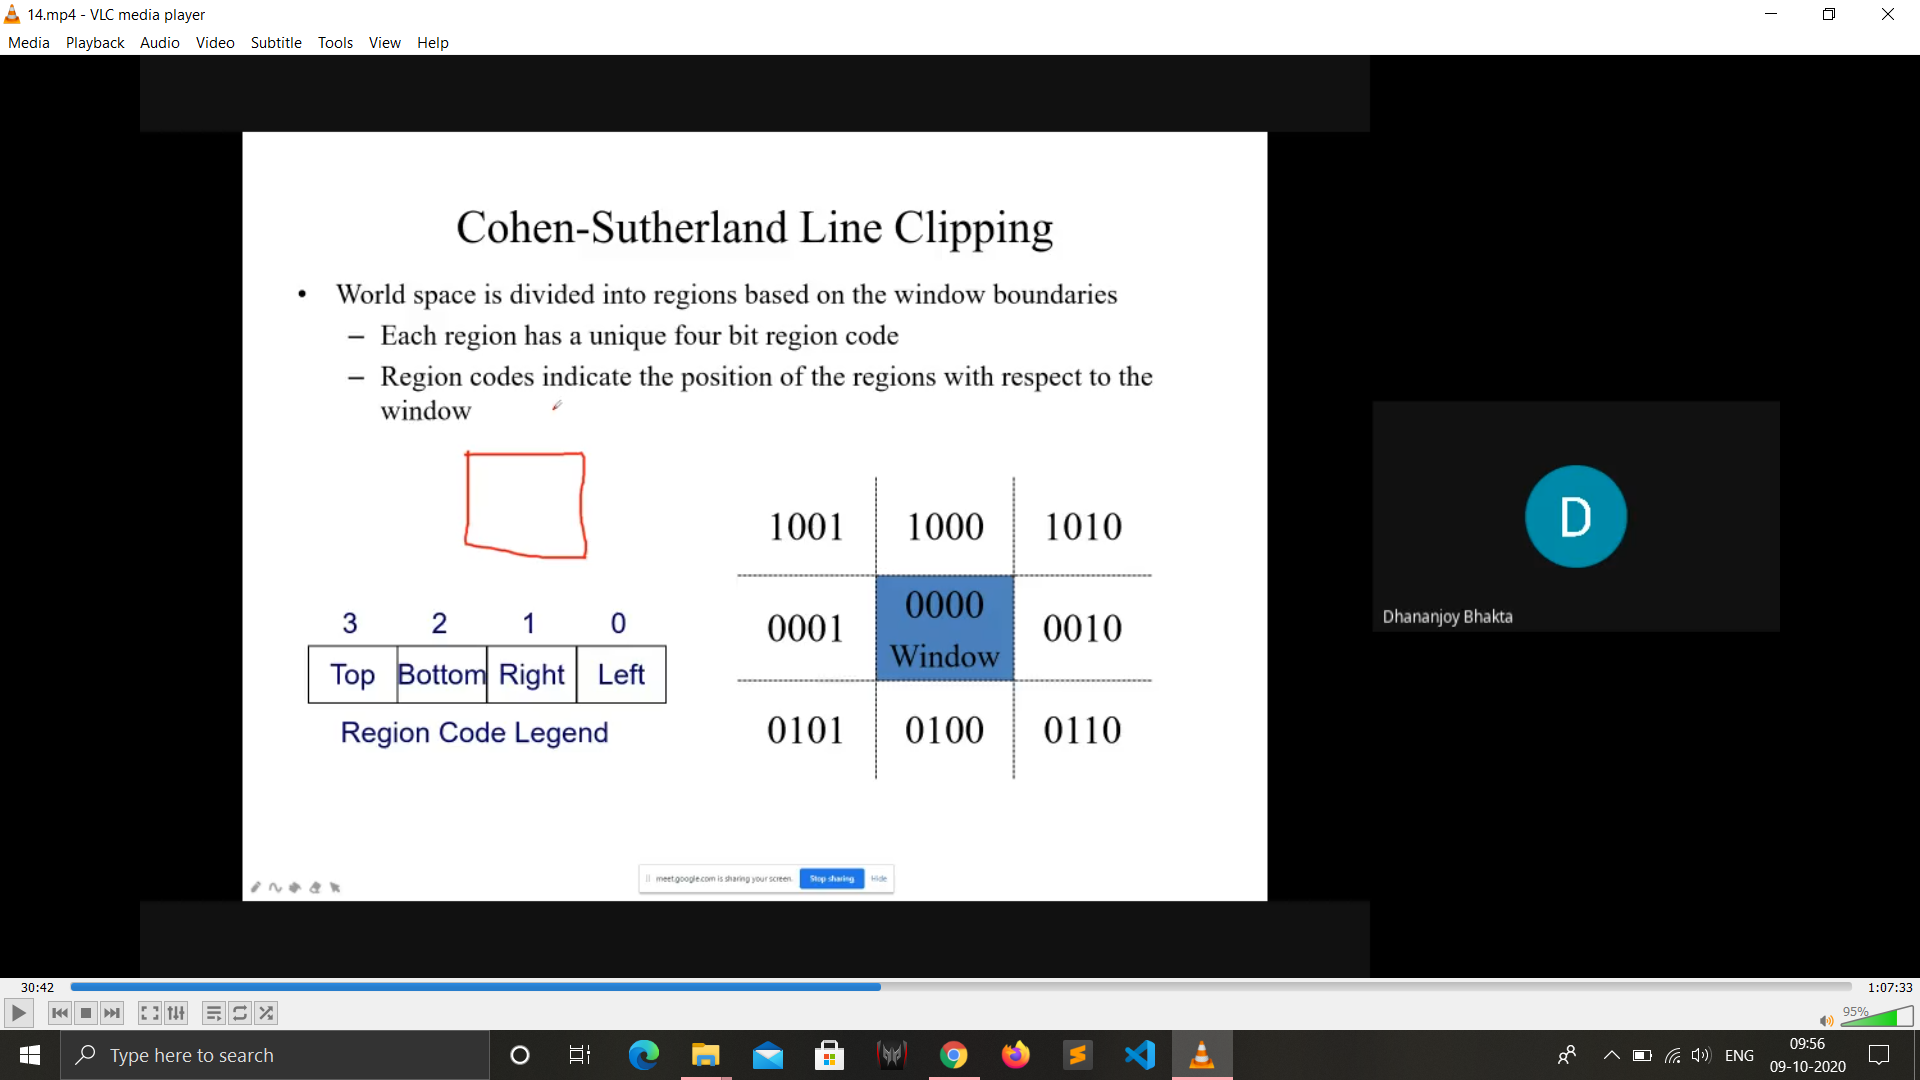 14.mp4 - VLC media player
Media Playback Audio Video Subtitle Tools View Help
Cohen-Sutherland Line Clipping
• World space is divided into regions based on the window boundaries
– Each region has a unique four bit region code
– Region codes indicate the position of the regions with respect to the
window
3 2 1 0
Top Bottom Right Left
Region Code Legend
1001 1000 1010
0001 0000 0010
Window
0101 0100 0110
D
Dhananjoy Bhakta
meet.google.com is sharing your screen. Stop sharing Hide
30:42 1:07:33
95%
Type here to search
ENG
09:56
09-10-2020